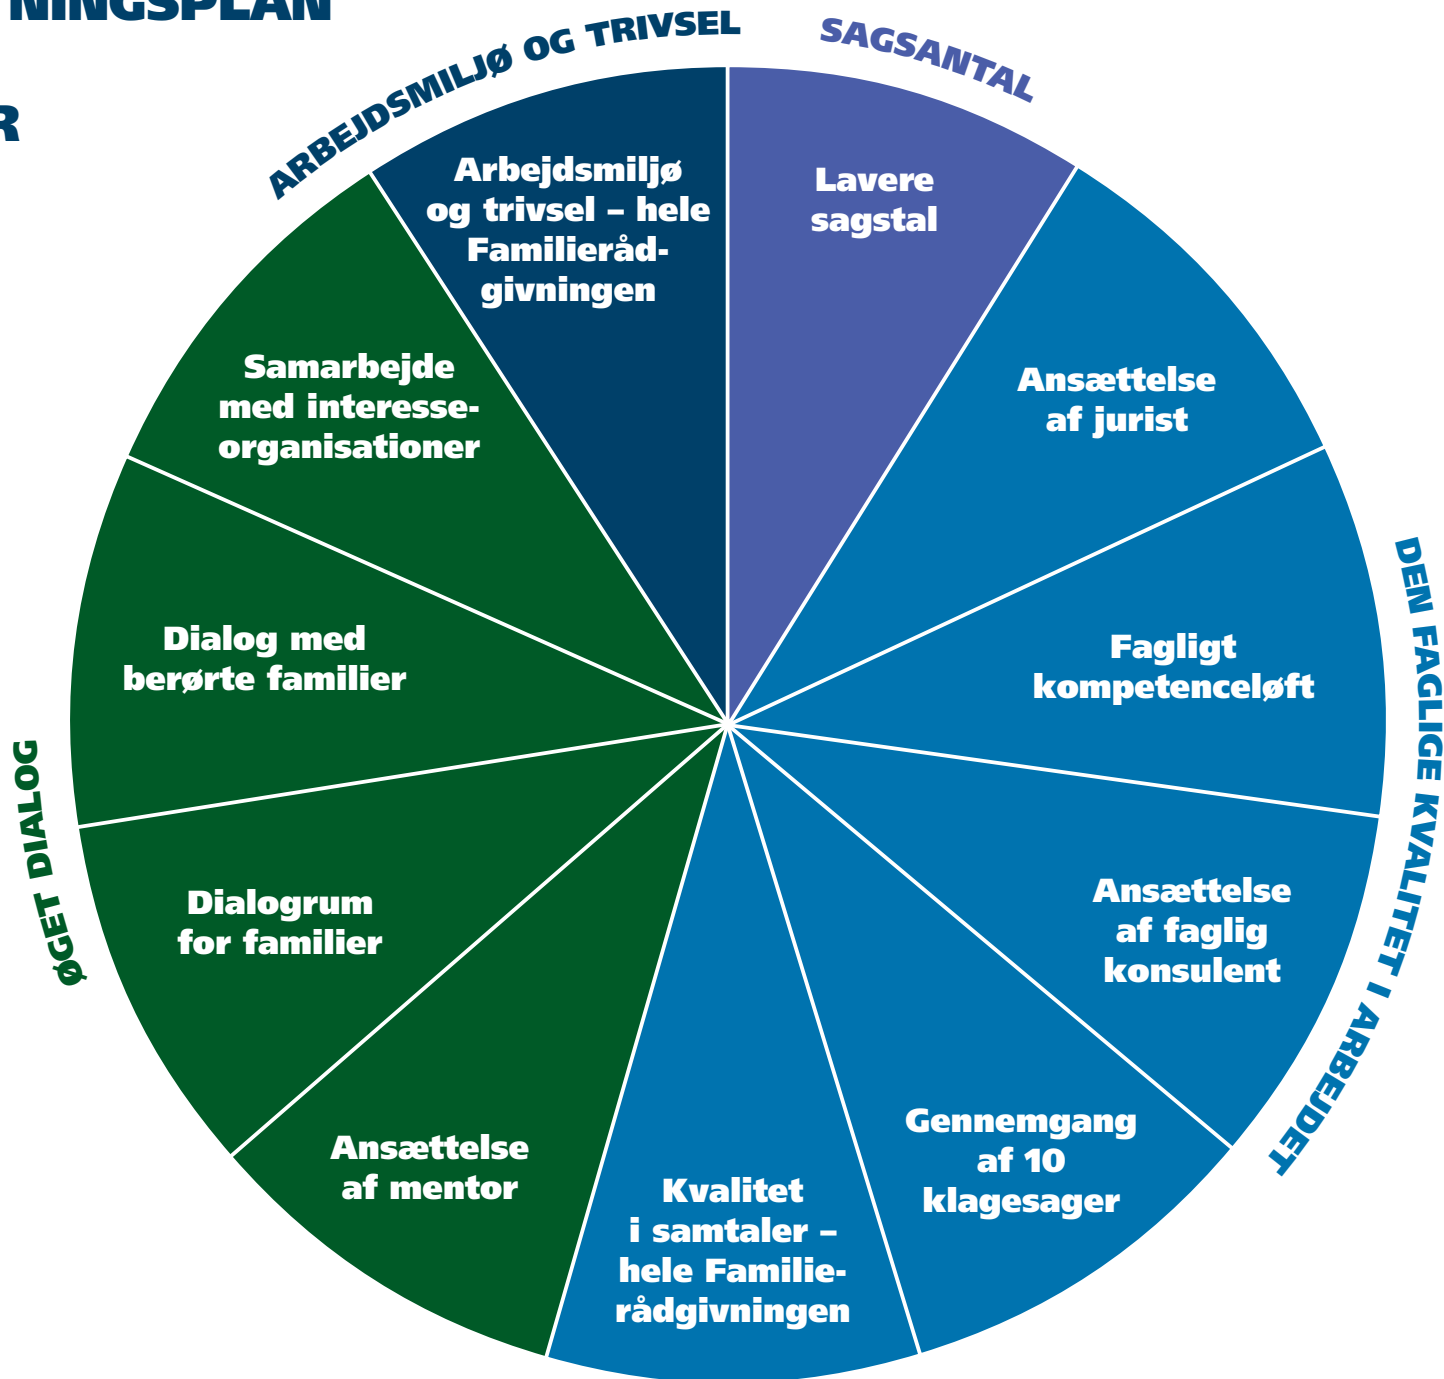 NINGSPLAN
R
ARBEJDSMILJØ OG TRIVSEL
SAGSANTAL
Arbejdsmiljø
og trivsel – hele
Familieråd-
givningen
Lavere
sagstal
Ansættelse
af jurist
Fagligt
kompetenceløft
Ansættelse
af faglig
konsulent
Gennemgang
af 10
klagesager
Kvalitet
i samtaler –
hele Familie-
rådgivningen
DEN FAGLIGE KVALITET I ARBEJDET
Ansættelse
af mentor
Dialogrum
for familier
Dialog med
berørte familier
Samarbejde
med interesse-
organisationer
ØGET DIALOG